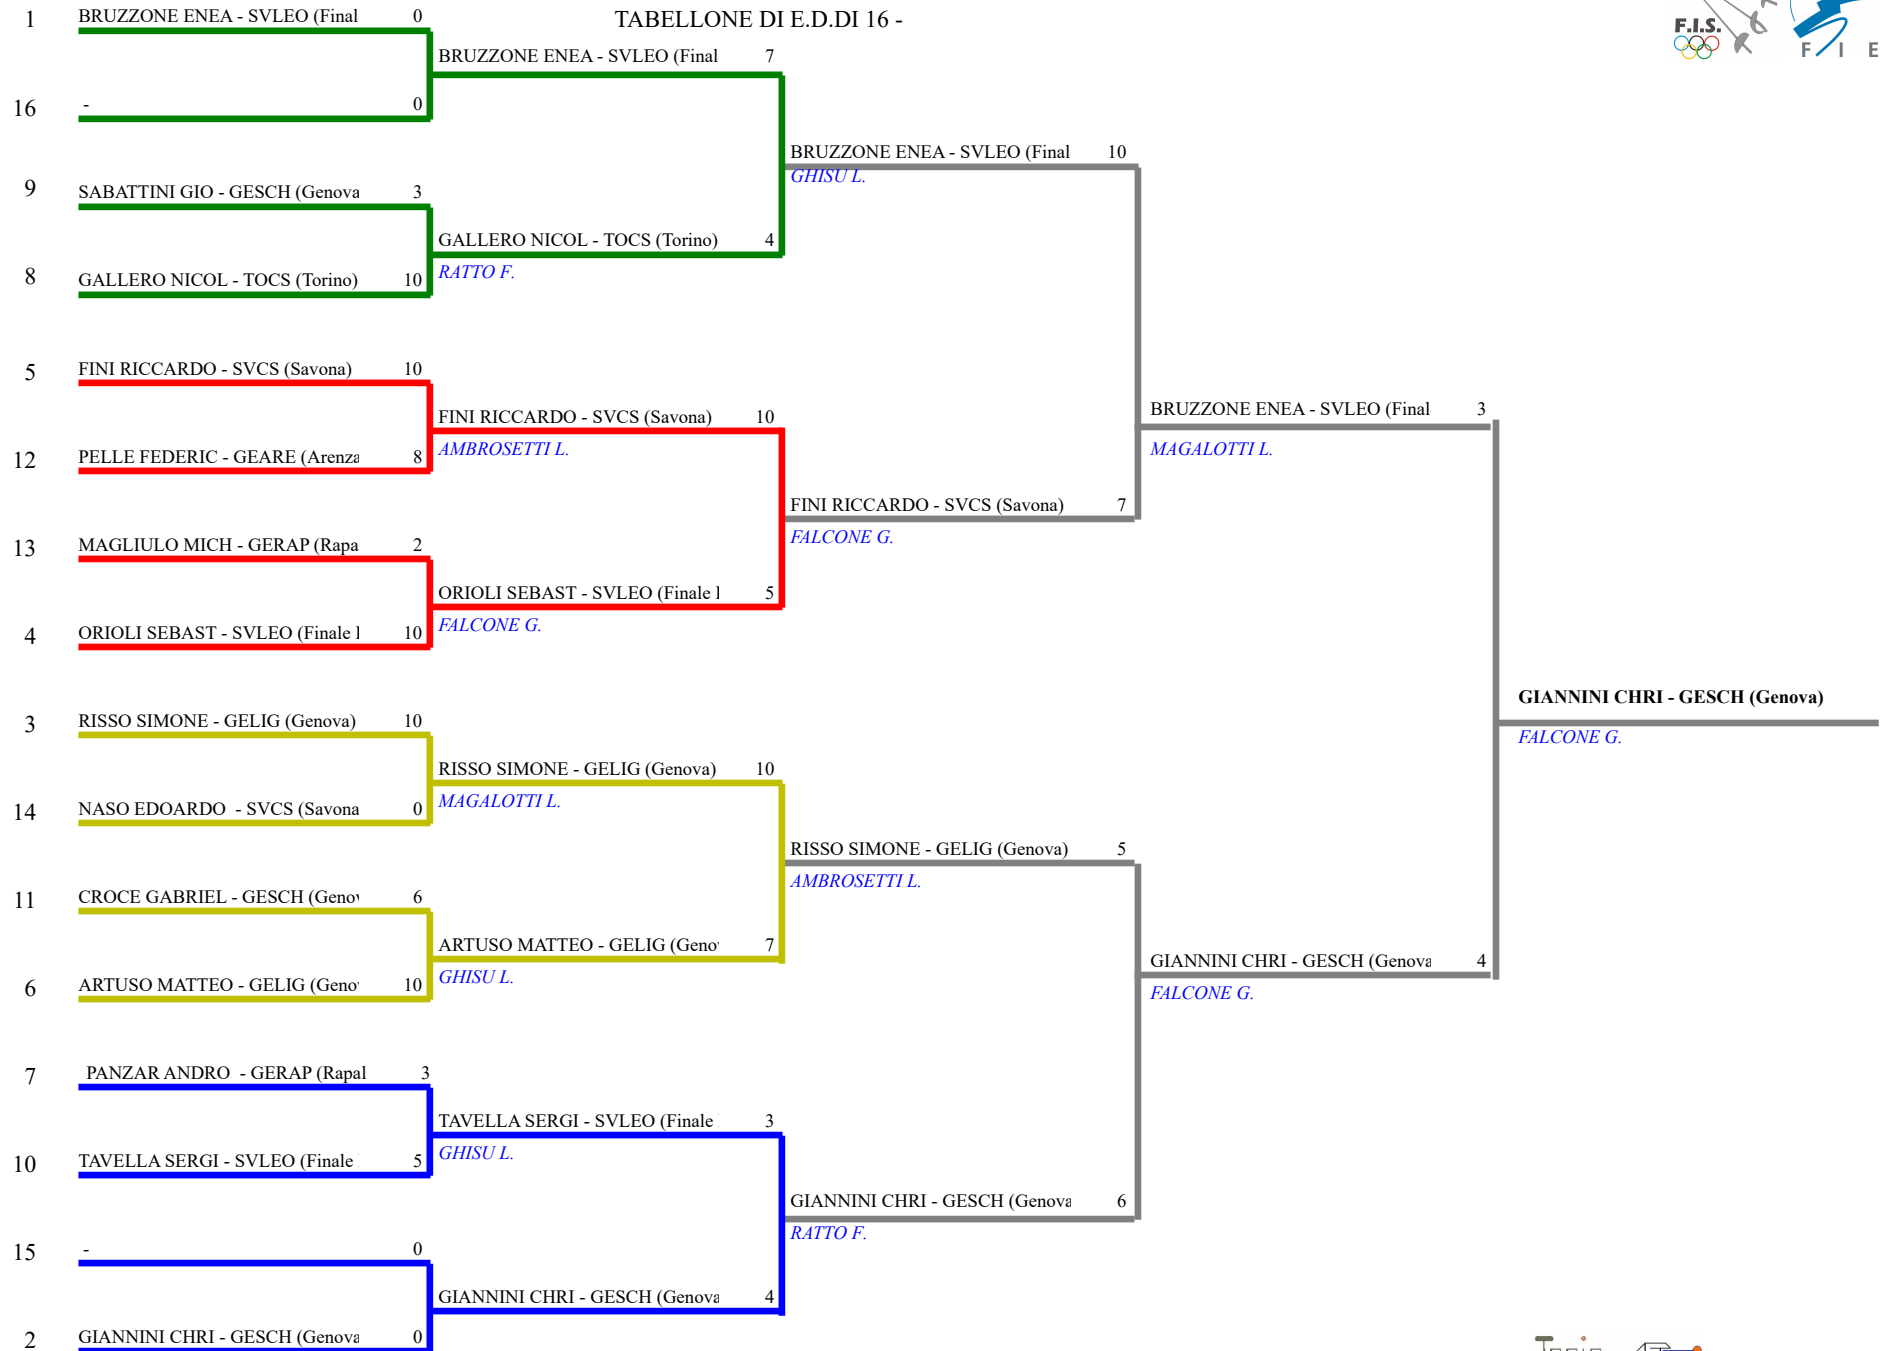 TABELLONE DI E.D.DI 16 -
F.I.S.
F I E
1 BRUZZONE ENEA - SVLEO (Final 0
BRUZZONE ENEA - SVLEO (Final 7
16 - 0
BRUZZONE ENEA - SVLEO (Final 10
GHISU L.
9 SABATTINI GIO - GESCH (Genova 3
GALLERO NICOL - TOCS (Torino) 4
RATTO F.
8 GALLERO NICOL - TOCS (Torino) 10
5 FINI RICCARDO - SVCS (Savona) 10
FINI RICCARDO - SVCS (Savona) 10
AMBROSETTI L.
BRUZZONE ENEA - SVLEO (Final 3
MAGALOTTI L.
12 PELLE FEDERIC - GEARE (Arenza 8
FINI RICCARDO - SVCS (Savona) 7
FALCONE G.
13 MAGLIULO MICH - GERAP (Rapa 2
ORIOLI SEBAST - SVLEO (Finale 5
FALCONE G.
4 ORIOLI SEBAST - SVLEO (Finale 10
GIANNINI CHRI - GESCH (Genova)
FALCONE G.
3 RISSO SIMONE - GELIG (Genova) 10
RISSO SIMONE - GELIG (Genova) 10
MAGALOTTI L.
14 NASO EDOARDO - SVCS (Savona 0
RISSO SIMONE - GELIG (Genova) 5
AMBROSETTI L.
11 CROCE GABRIEL - GESCH (Genov 6
ARTUSO MATTEO - GELIG (Geno 7
GHISU L.
GIANNINI CHRI - GESCH (Genova 4
FALCONE G.
6 ARTUSO MATTEO - GELIG (Geno 10
7 PANZAR ANDRO - GERAP (Rapal 3
TAVELLA SERGI - SVLEO (Finale 3
GHISU L.
10 TAVELLA SERGI - SVLEO (Finale 5
GIANNINI CHRI - GESCH (Genova 6
RATTO F.
15 - 0
GIANNINI CHRI - GESCH (Genova 4
2 GIANNINI CHRI - GESCH (Genova 0